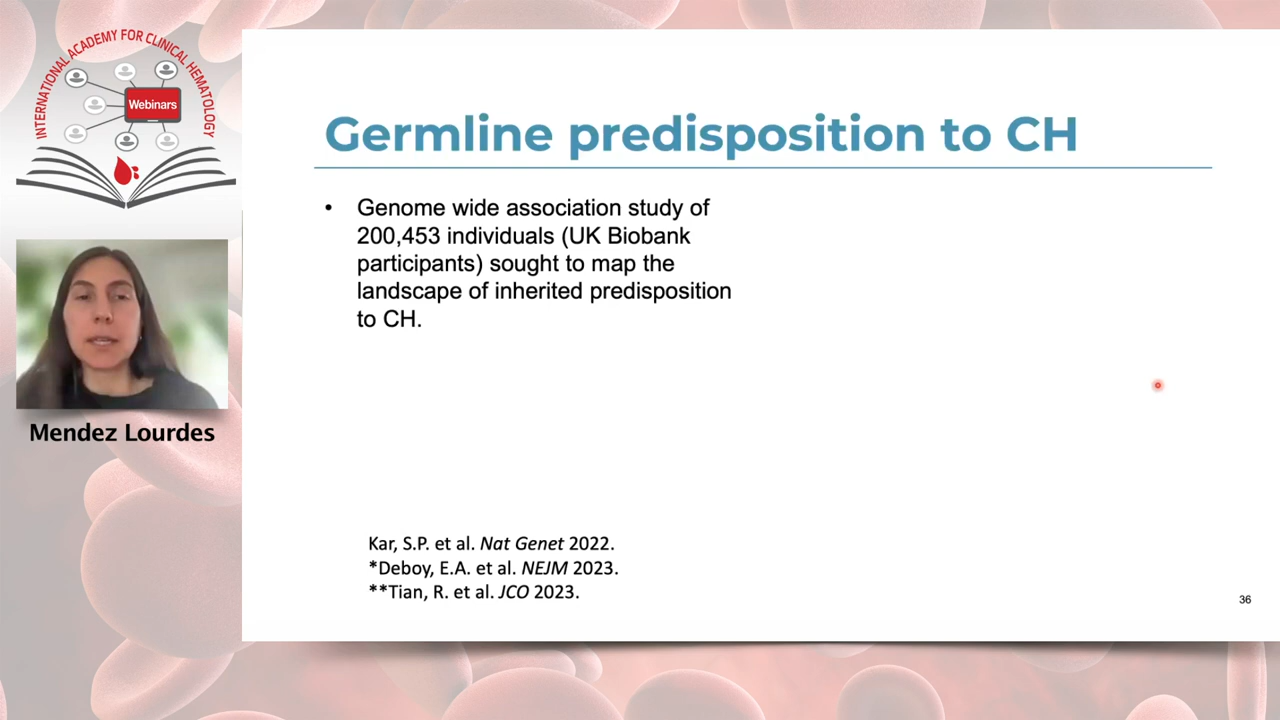 INTERNATIONAL ACADEMY FOR CLINICAL HEMATOLOGY
Webinars
Mendez Lourdes
Germline predisposition to CH
• Genome wide association study of
200,453 individuals (UK Biobank
participants) sought to map the
landscape of inherited predisposition
to CH.
Kar, S.P. et al. Nat Genet 2022.
*Deboy, E.A. et al. NEJM 2023.
**Tian, R. et al. JCO 2023.
36